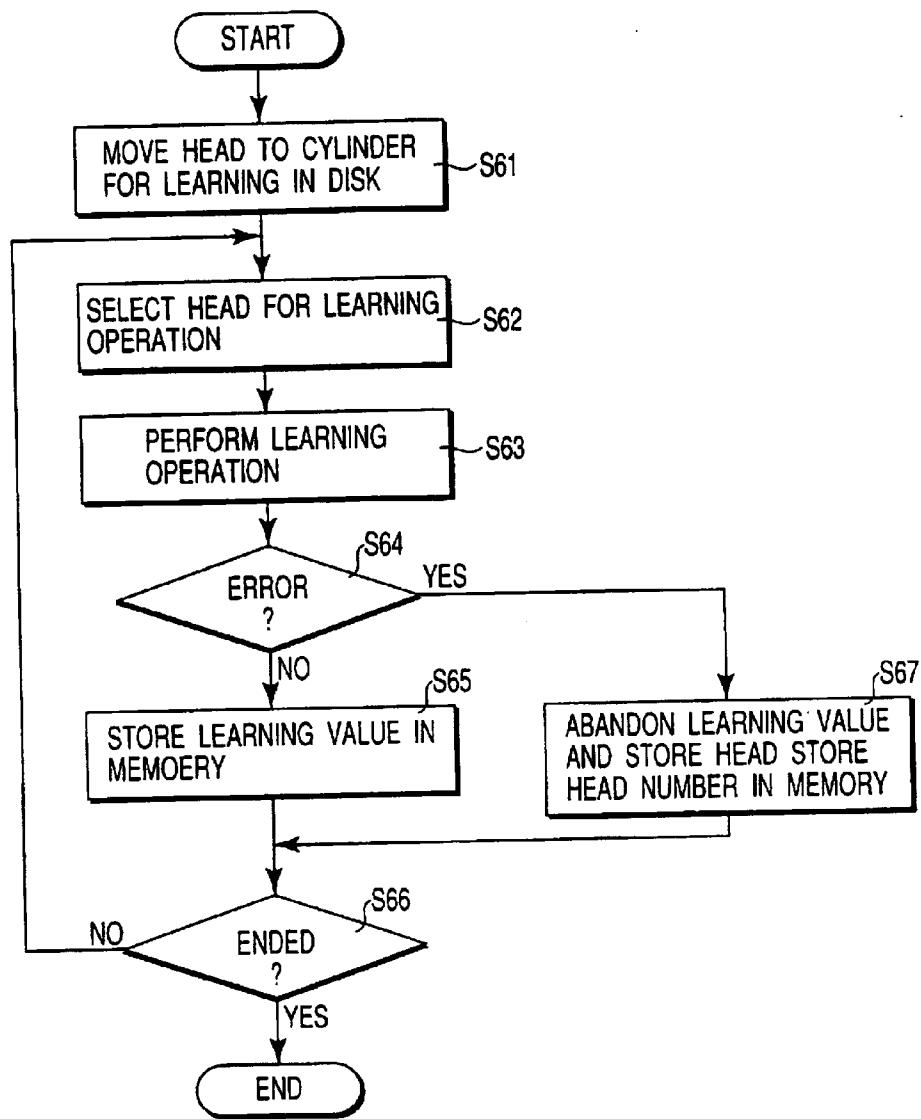 START
MOVE HEAD TO CYLINDER
FOR LEARNING IN DISK
S61
SELECT HEAD FOR LEARNING
OPERATION
S62
PERFORM LEARNING
OPERATION
S63
S64
ERROR
?
YES
NO
S65
STORE LEARNING VALUE IN
MEMOERY
S67
ABANDON LEARNING VALUE
AND STORE HEAD STORE
HEAD NUMBER IN MEMORY
S66
NO
ENDED
?
YES
END